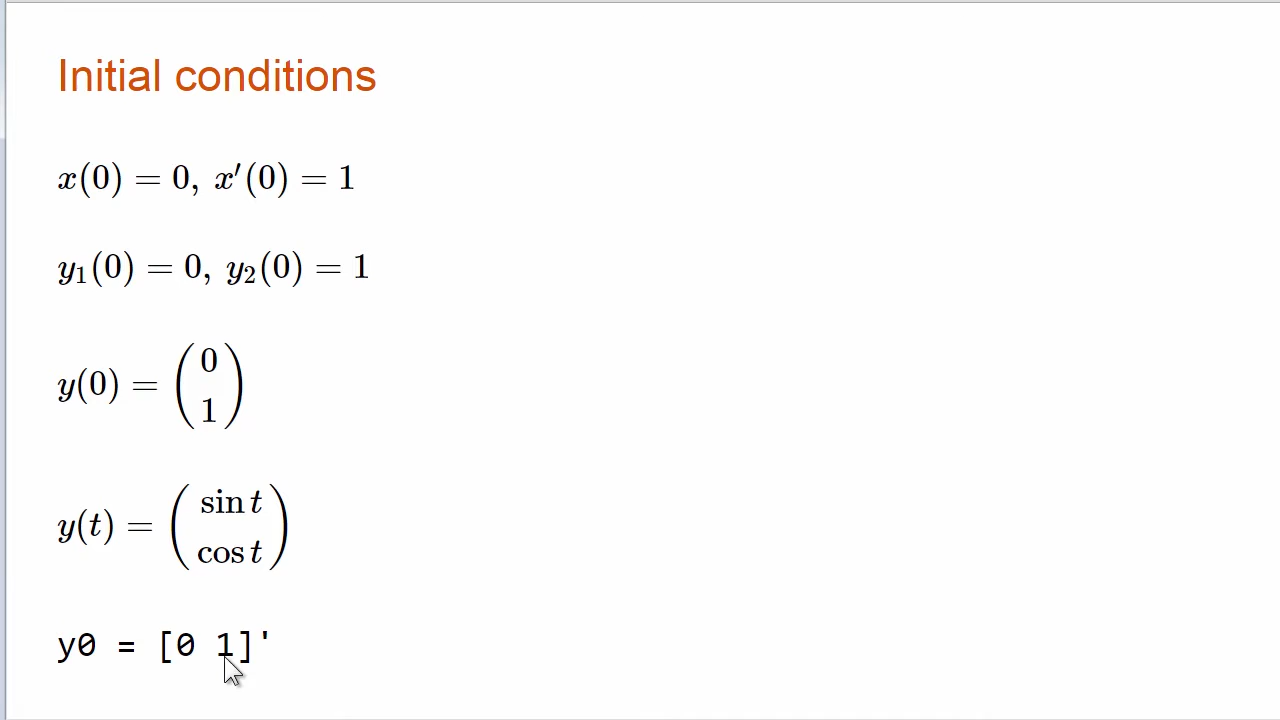 Initial conditions
x(0) = 0, x′(0) = 1
y₁(0) = 0, y₂(0) = 1
y(0) = (0
1)
y(t) = (sin t
cos t)
y0 = [0 1]'